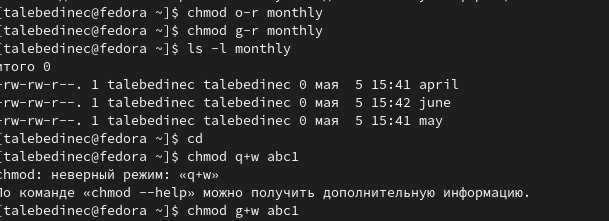 [talebedinec@fedora ~]$ chmod o-r monthly
[talebedinec@fedora ~]$ chmod g-r monthly
[talebedinec@fedora ~]$ ls -l monthly
итого 0
-rw-rw-r--. 1 talebedinec talebedinec 0 мая  5 15:41 april
-rw-rw-r--. 1 talebedinec talebedinec 0 мая  5 15:42 june
-rw-rw-r--. 1 talebedinec talebedinec 0 мая  5 15:41 may
[talebedinec@fedora ~]$ cd
[talebedinec@fedora ~]$ chmod q+w abc1
chmod: неверный режим: «q+w»
По команде «chmod --help» можно получить дополнительную информацию.
[talebedinec@fedora ~]$ chmod g+w abc1